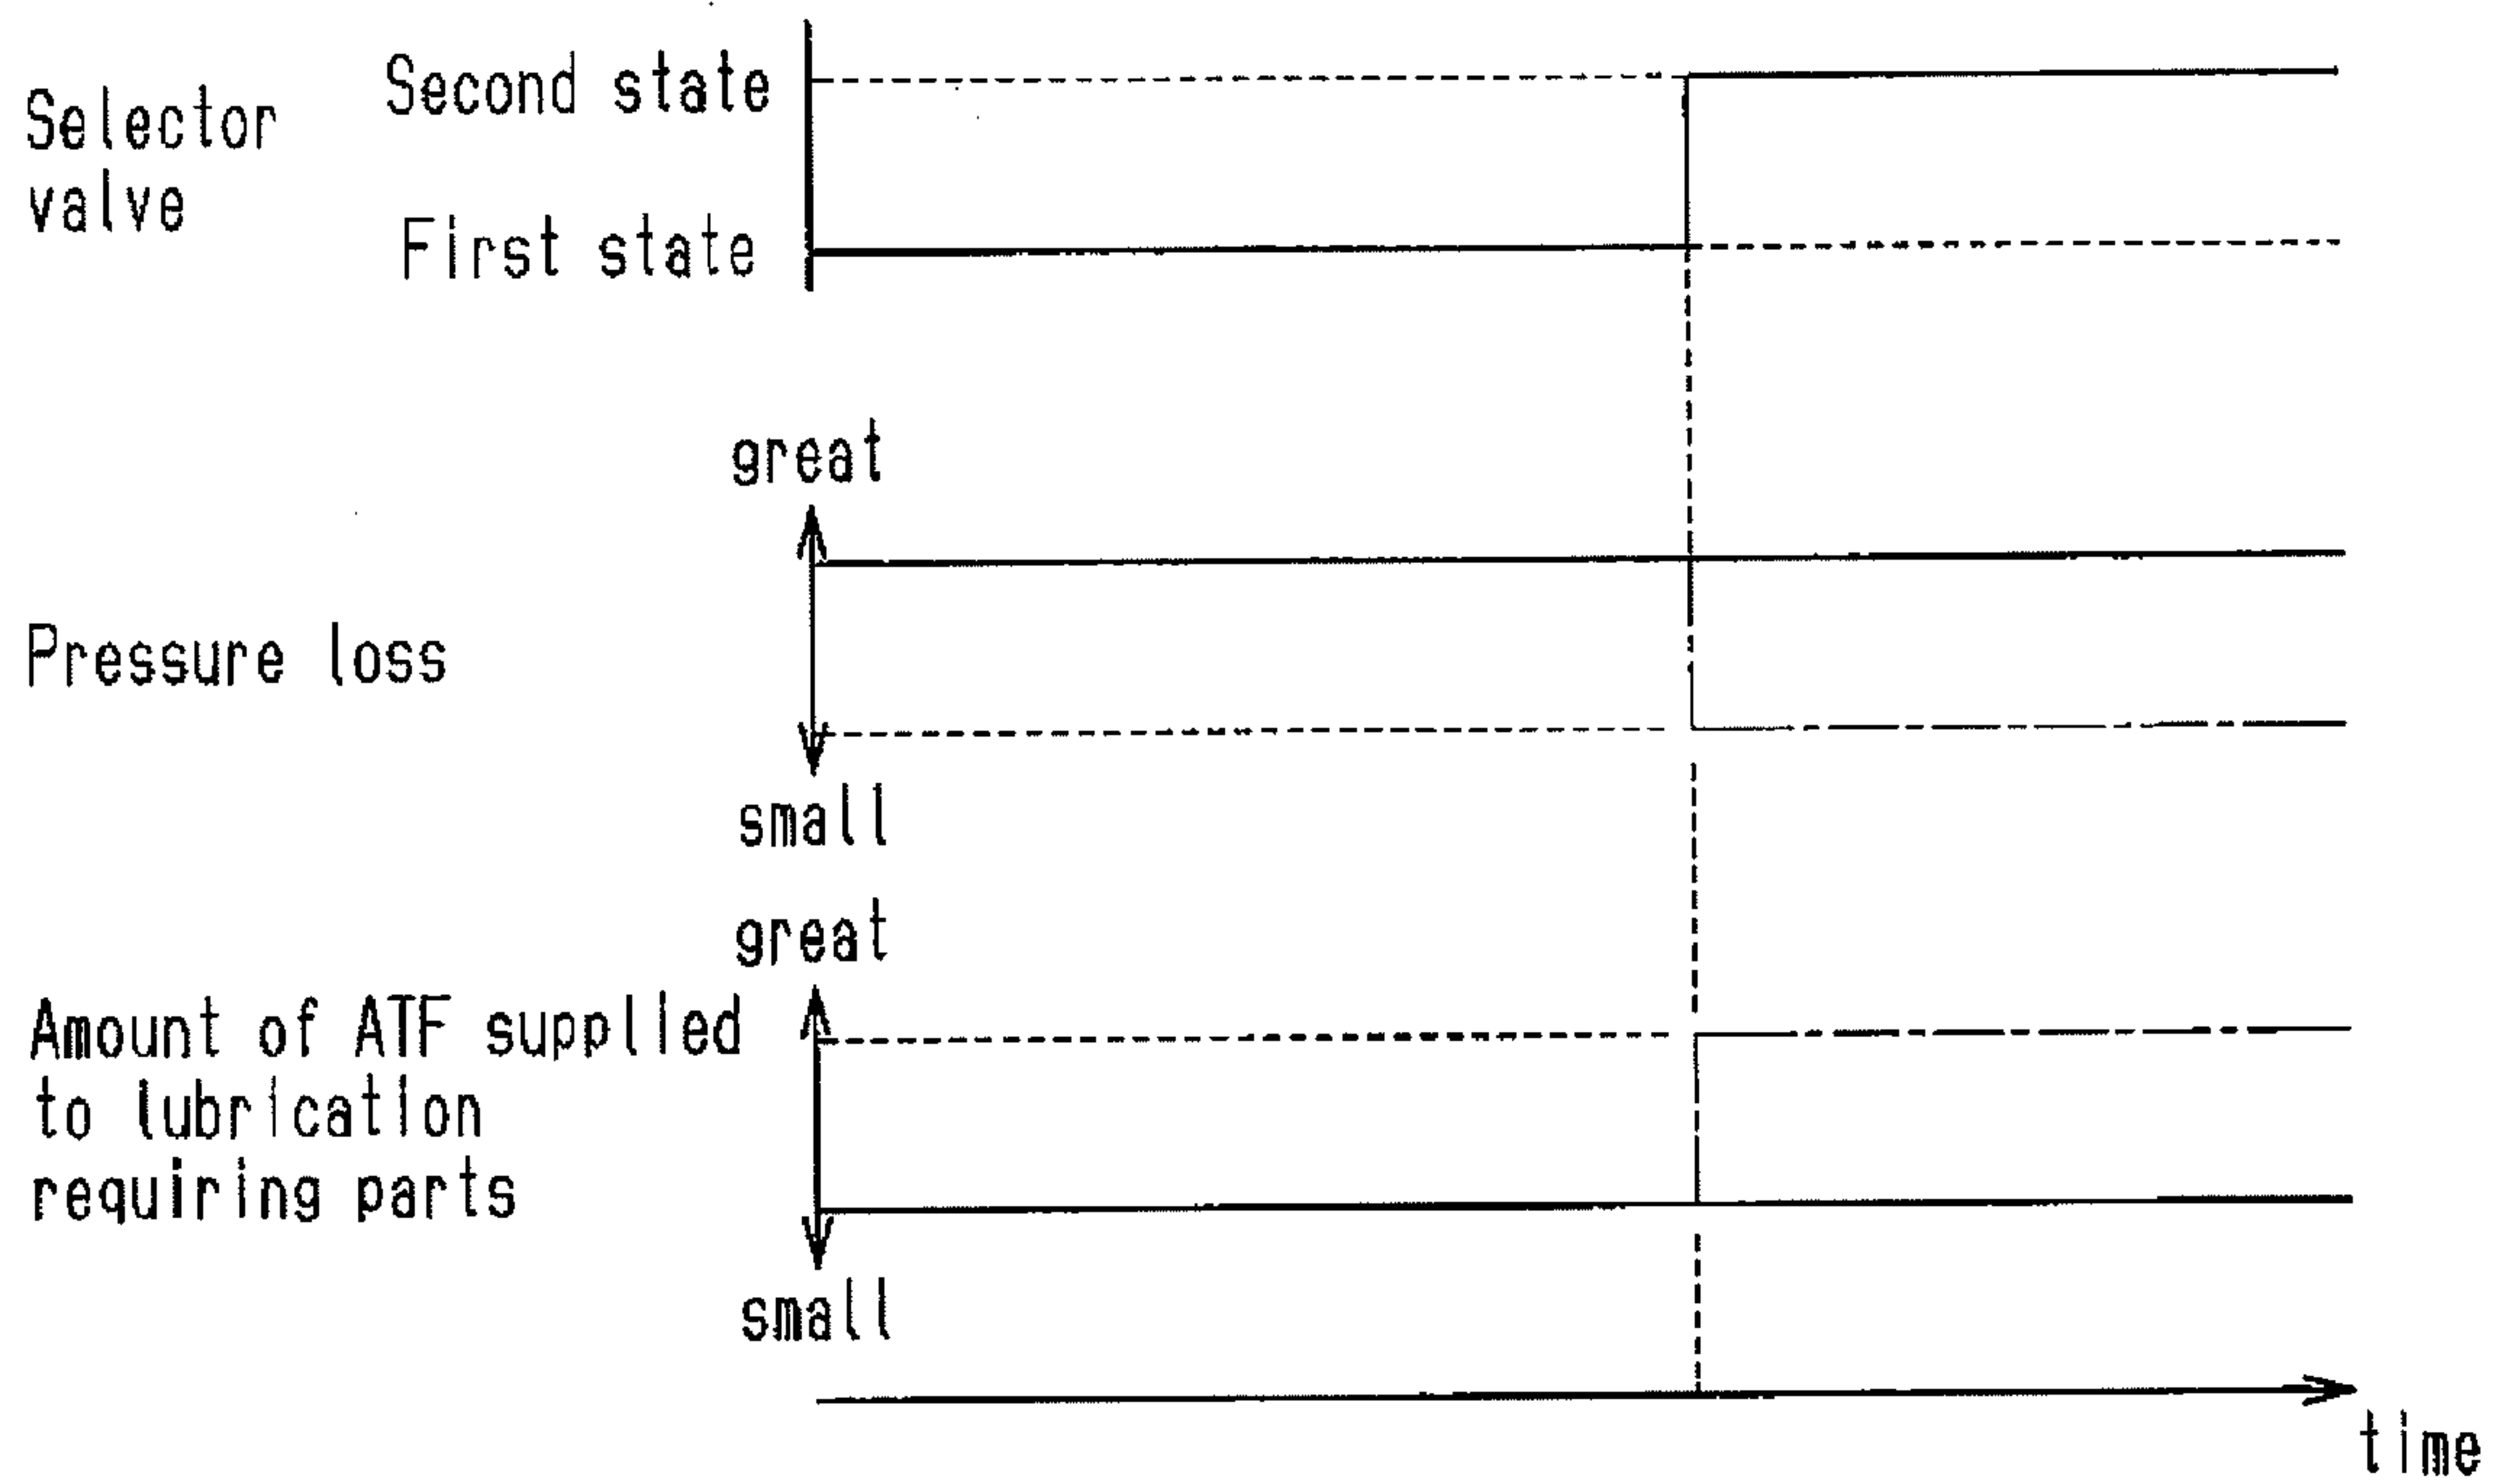 Second state
Selector
valve
First state
great
Pressure loss
small
great
Amount of ATF supplied
to lubrication
requiring parts
small
time